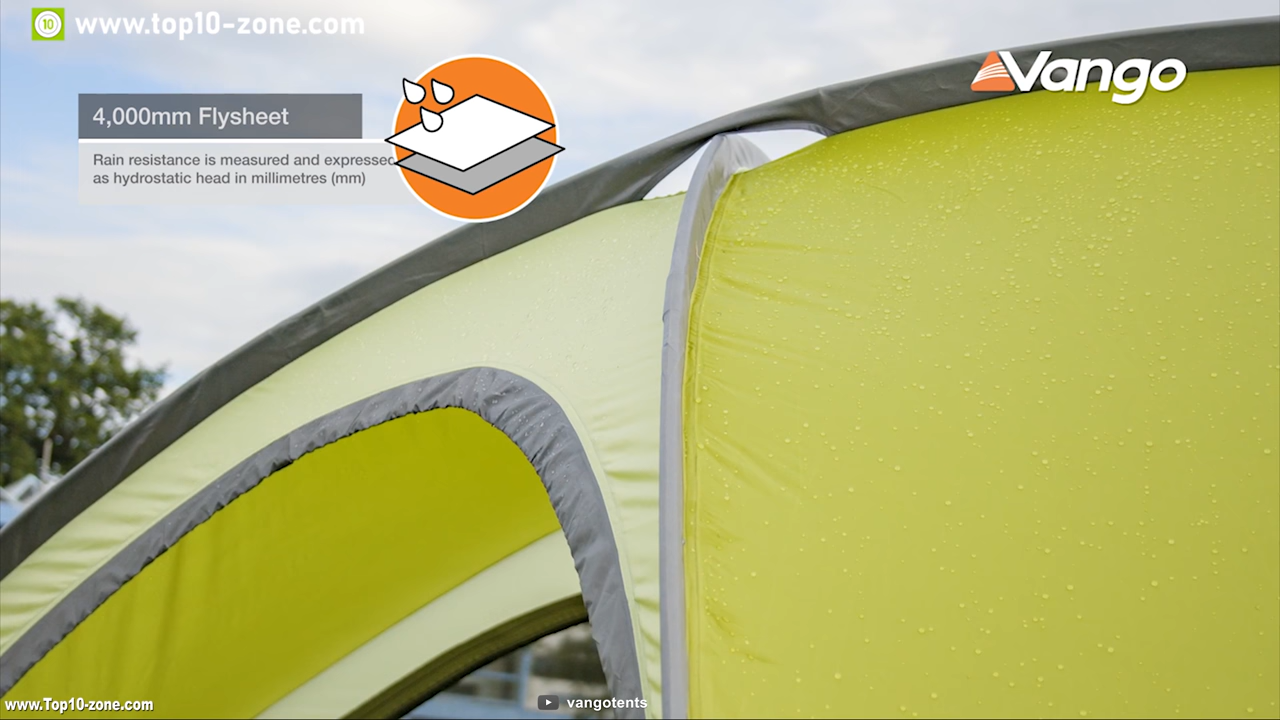 10 www.top10-zone.com
Vango
4,000mm Flysheet
Rain resistance is measured and expressed
as hydrostatic head in millimetres (mm)
www.Top10-zone.com
vangotents